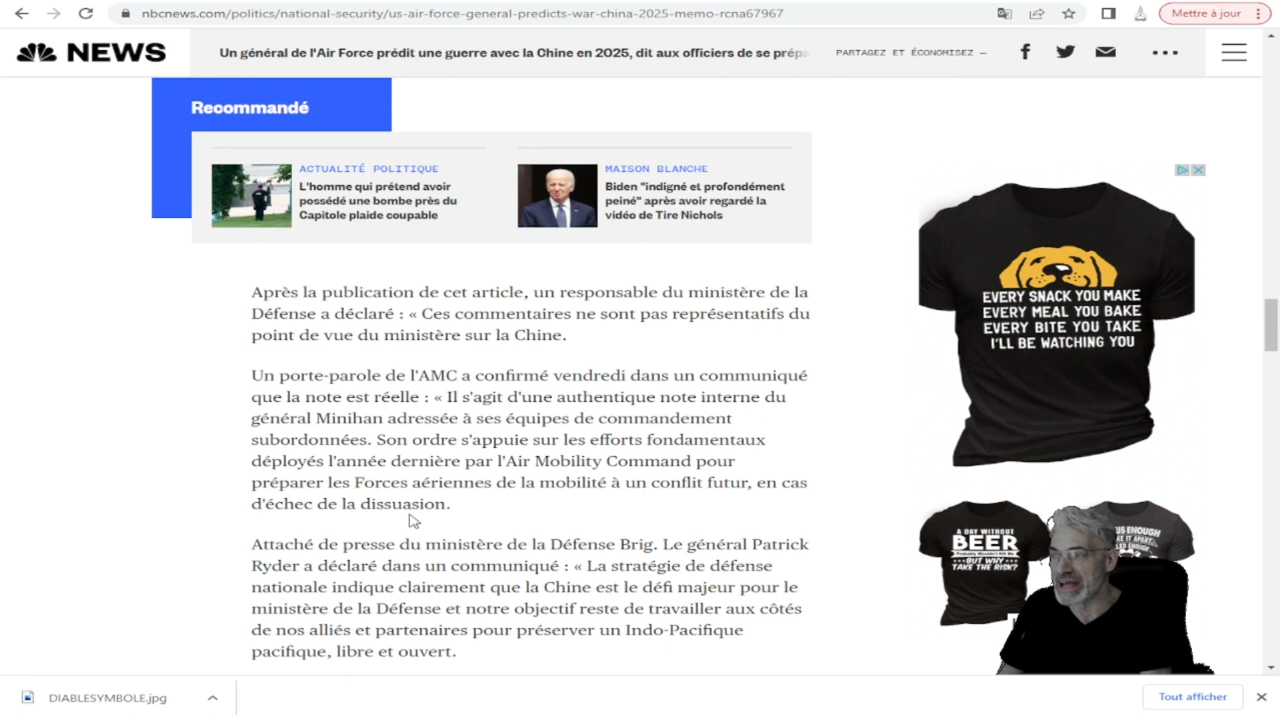 nbcnews.com/politics/national-security/us-air-force-general-predicts-war-china-2025-memo-rcna67967
Mettre à jour
NEWS
Un général de l'Air Force prédit une guerre avec la Chine en 2025, dit aux officiers de se prépa
PARTAGEZ ET ÉCONOMISEZ —
Recommandé
ACTUALITÉ POLITIQUE
L'homme qui prétend avoir
possédé une bombe près du
Capitole plaide coupable
MAISON BLANCHE
Biden "indigné et profondément
peiné" après avoir regardé la
vidéo de Tire Nichols
Après la publication de cet article, un responsable du ministère de la
Défense a déclaré : « Ces commentaires ne sont pas représentatifs du
point de vue du ministère sur la Chine.
Un porte-parole de l'AMC a confirmé vendredi dans un communiqué
que la note est réelle : « Il s'agit d'une authentique note interne du
général Minihan adressée à ses équipes de commandement
subordonnées. Son ordre s'appuie sur les efforts fondamentaux
déployés l'année dernière par l'Air Mobility Command pour
préparer les Forces aériennes de la mobilité à un conflit futur, en cas
d'échec de la dissuasion.
Attaché de presse du ministère de la Défense Brig. Le général Patrick
Ryder a déclaré dans un communiqué : « La stratégie de défense
nationale indique clairement que la Chine est le défi majeur pour le
ministère de la Défense et notre objectif reste de travailler aux côtés
de nos alliés et partenaires pour préserver un Indo-Pacifique
pacifique, libre et ouvert.
EVERY SNACK YOU MAKE
EVERY MEAL YOU BAKE
EVERY BITE YOU TAKE
I'LL BE WATCHING YOU
A DAY WITHOUT
BEER
Probably Wouldn't Kill Me
BUT WHY
TAKE THE RISK?
ENOUGH
APART
ENOUGH
DIABLESYMBOLE.jpg
Tout afficher